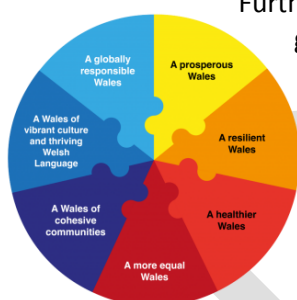 Furth
g
A globally
responsible
Wales
A prosperous
Wales
A Wales of
vibrant culture
and thriving
Welsh
Language
A resilient
Wales
A Wales of
cohesive
communities
A healthier
Wales
A more equal
Wales